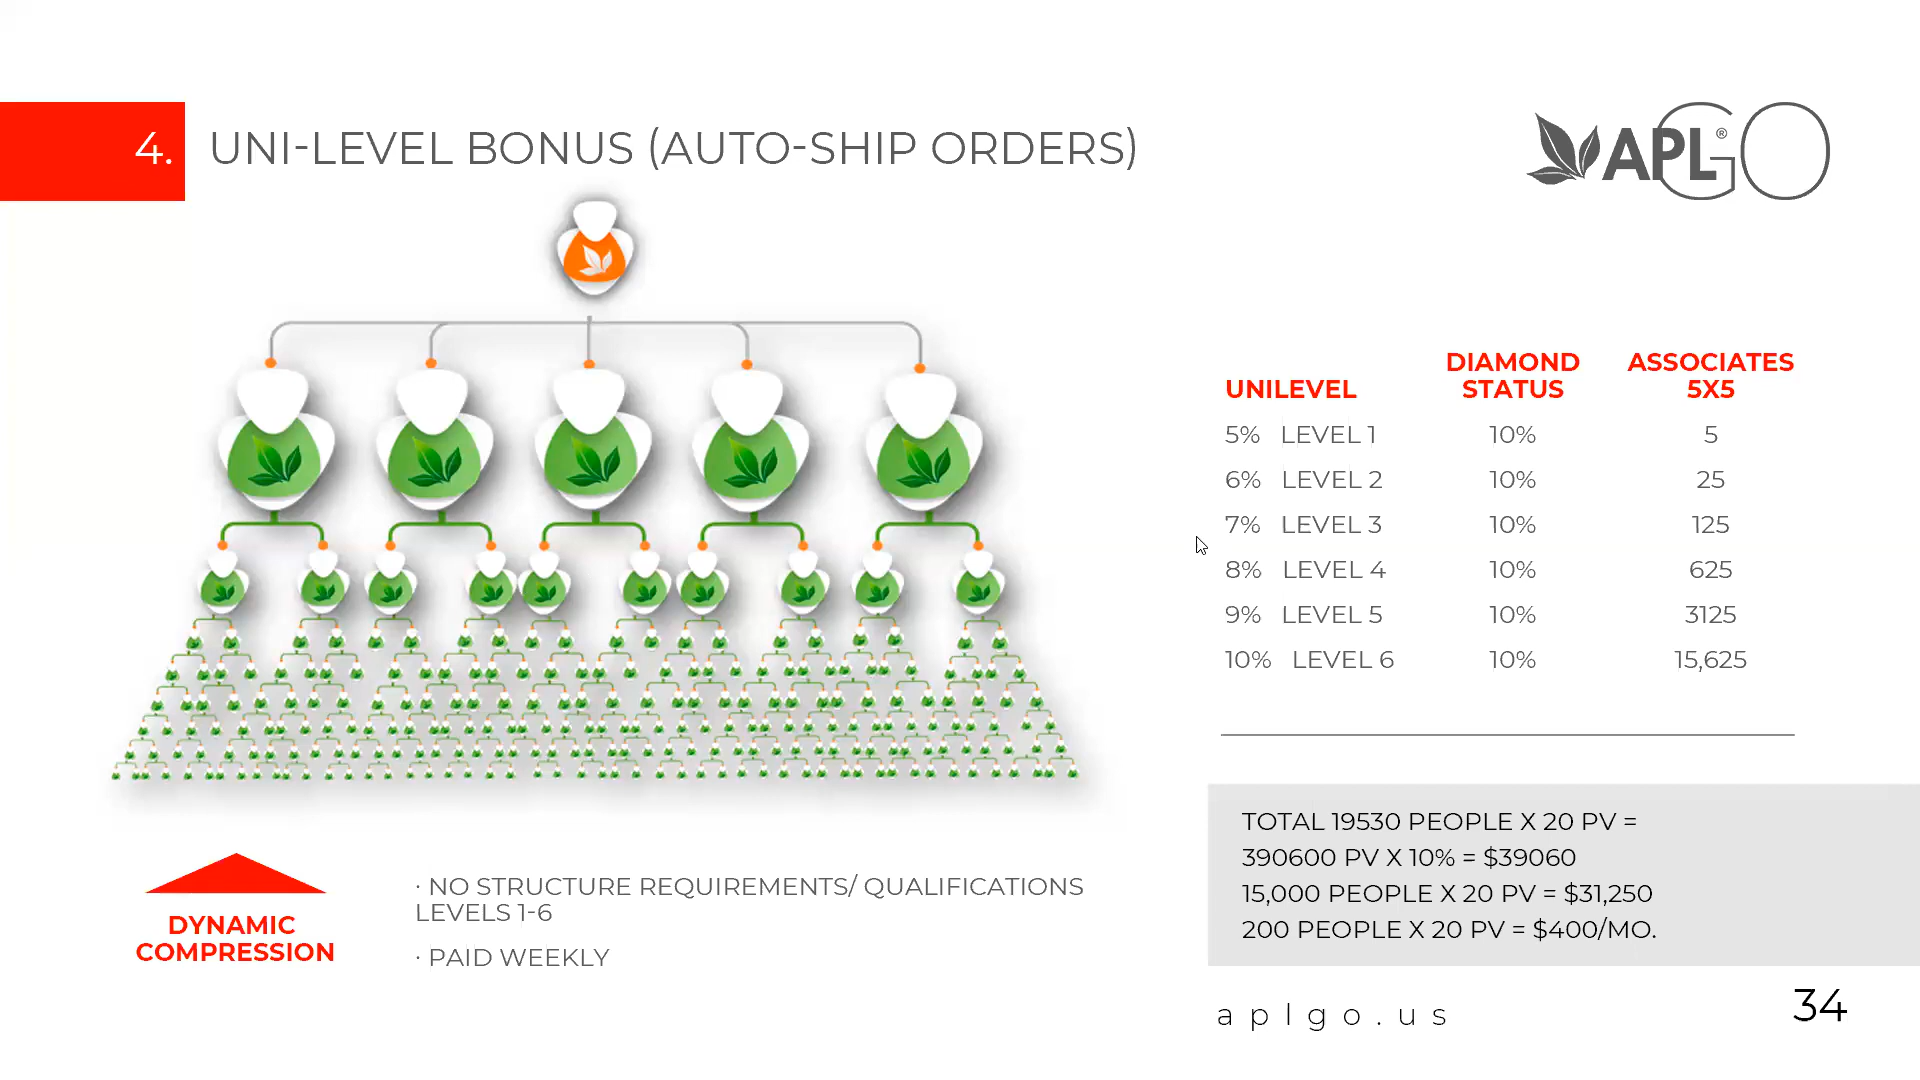 4. UNI-LEVEL BONUS (AUTO-SHIP ORDERS)
APL® GO
UNILEVEL DIAMOND STATUS ASSOCIATES 5X5
5% LEVEL 1 10% 5
6% LEVEL 2 10% 25
7% LEVEL 3 10% 125
8% LEVEL 4 10% 625
9% LEVEL 5 10% 3125
10% LEVEL 6 10% 15,625
TOTAL 19530 PEOPLE X 20 PV =
390600 PV X 10% = $39060
15,000 PEOPLE X 20 PV = $31,250
200 PEOPLE X 20 PV = $400/MO.
DYNAMIC
COMPRESSION
· NO STRUCTURE REQUIREMENTS/ QUALIFICATIONS
LEVELS 1-6
· PAID WEEKLY
aplgo.us
34